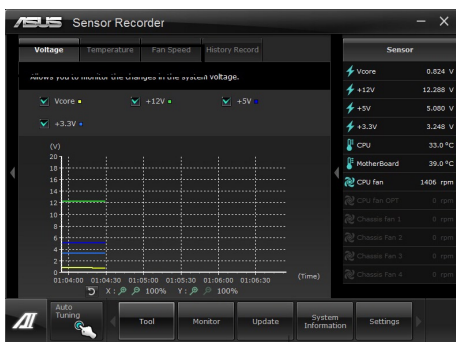 ASUS Sensor Recorder
Voltage Temperature Fan Speed History Record
Allows you to monitor the changes in the system voltage.
Vcore +12V +5V
+3.3V
(V)
20
18
16
14
12
10
8
6
4
2
0
01:04:00 01:04:30 01:05:00 01:05:30 01:06:00 01:06:30 (Time)
X : 100% Y : 100%
Sensor
Vcore 0.824 V
+12V 12.288 V
+5V 5.080 V
+3.3V 3.248 V
CPU 33.0 ºC
MotherBoard 39.0 ºC
CPU fan 1406 rpm
CPU fan OPT 0 rpm
Chassis Fan 1 0 rpm
Chassis Fan 2 0 rpm
Chassis Fan 3 0 rpm
Chassis Fan 4 0 rpm
Auto
Tuning
Tool Monitor Update System
Information Settings